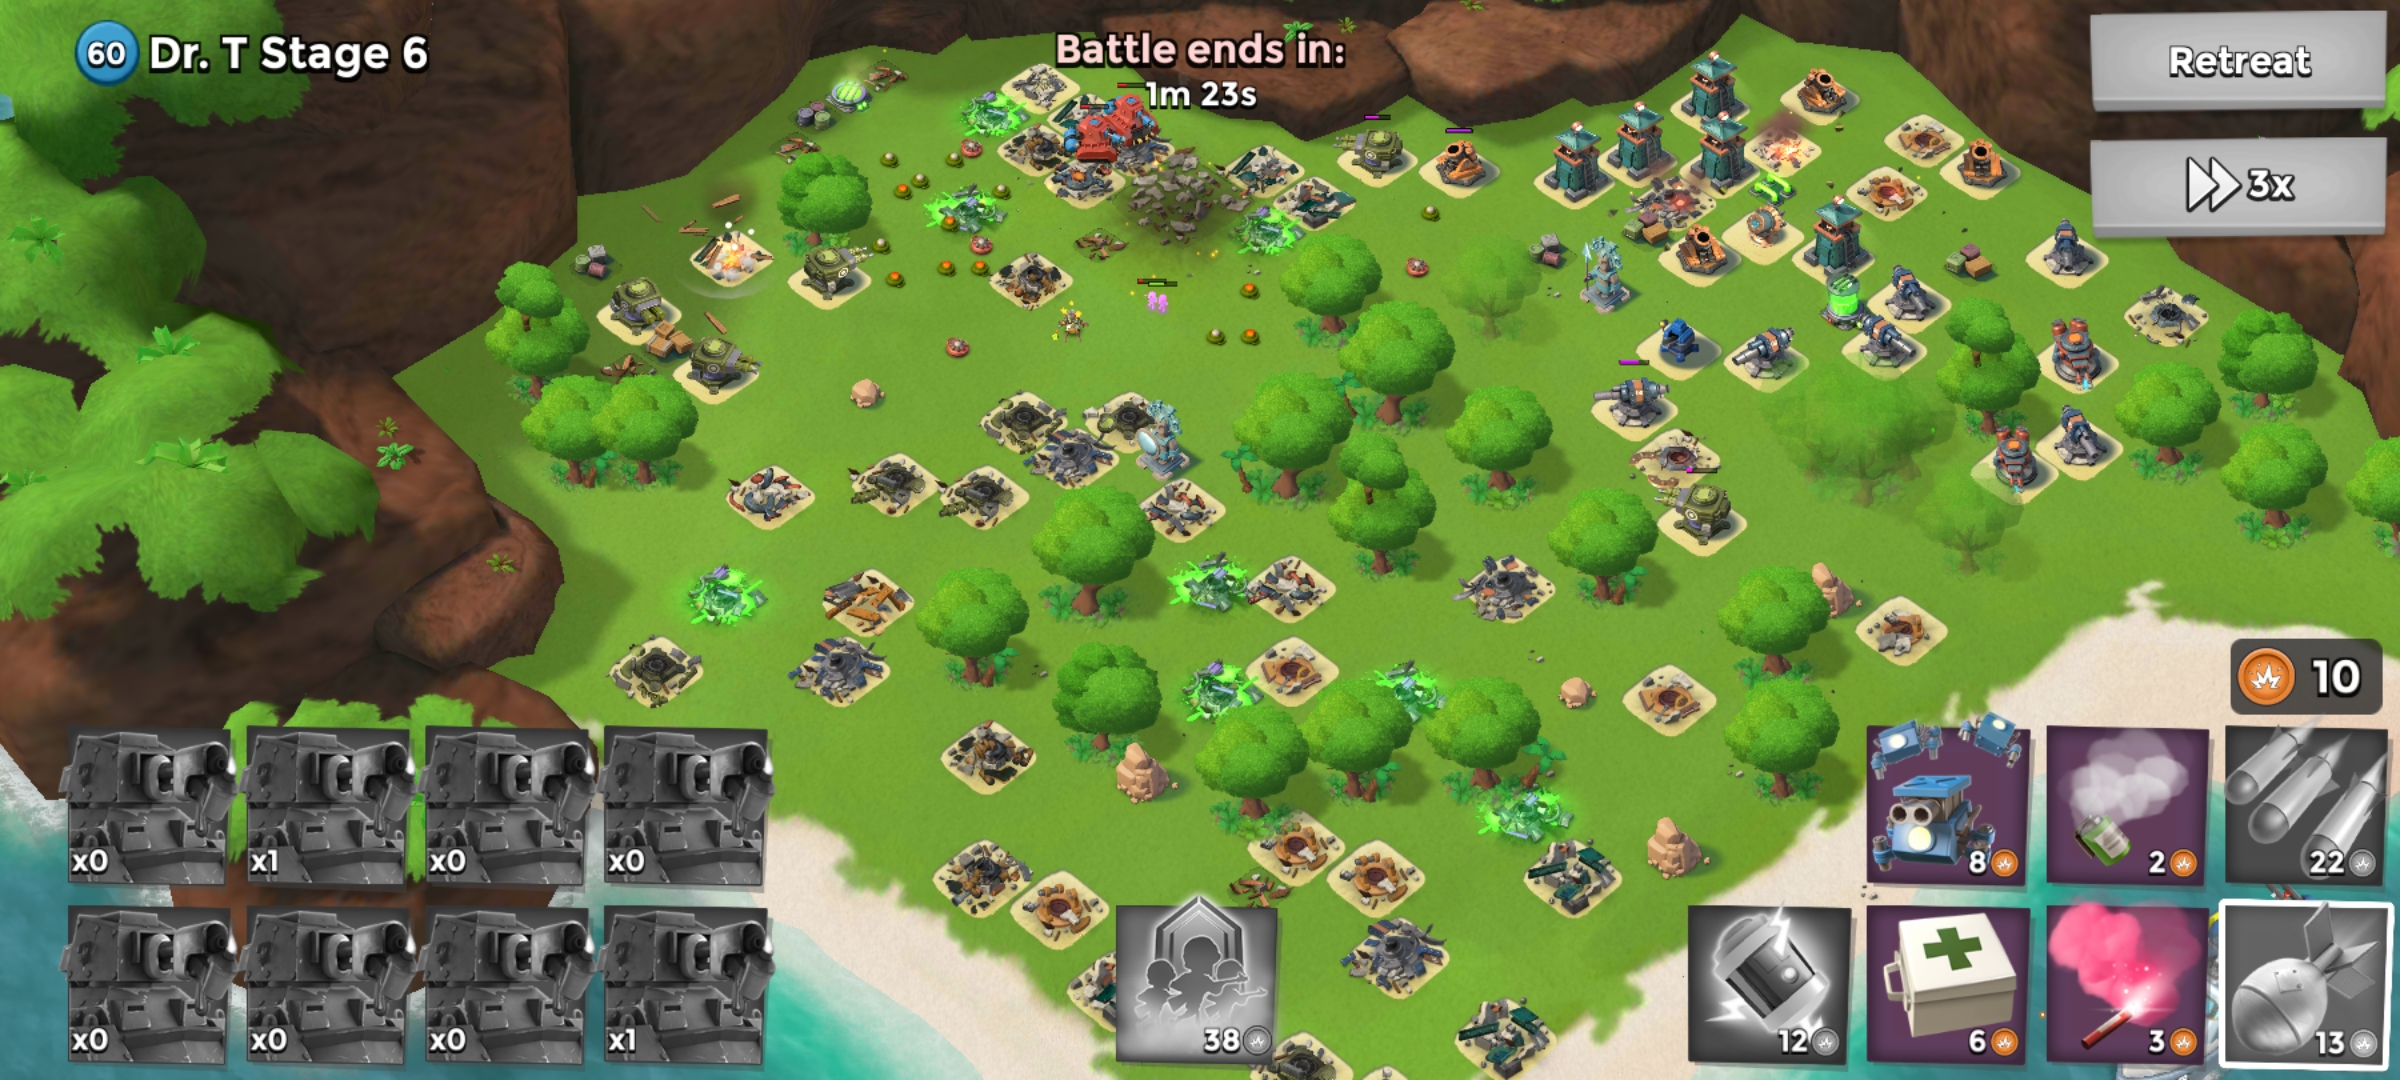 60 Dr. T Stage 6
Battle ends in:
1m 23s
Retreat
3x
10
x0
x1
x0
x0
8
2
22
x0
x0
x0
x1
38
12
6
3
13